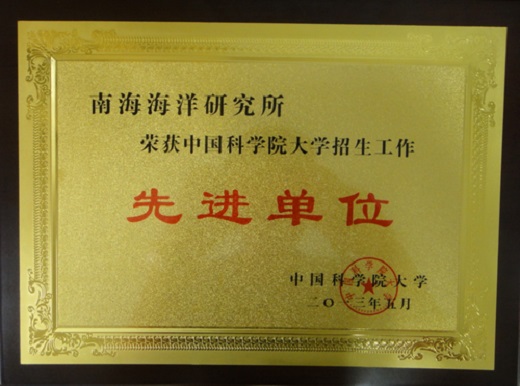 南海海洋研究所
荣获中国科学院大学招生工作
先进单位
中国科学院大学
二〇一三年五月